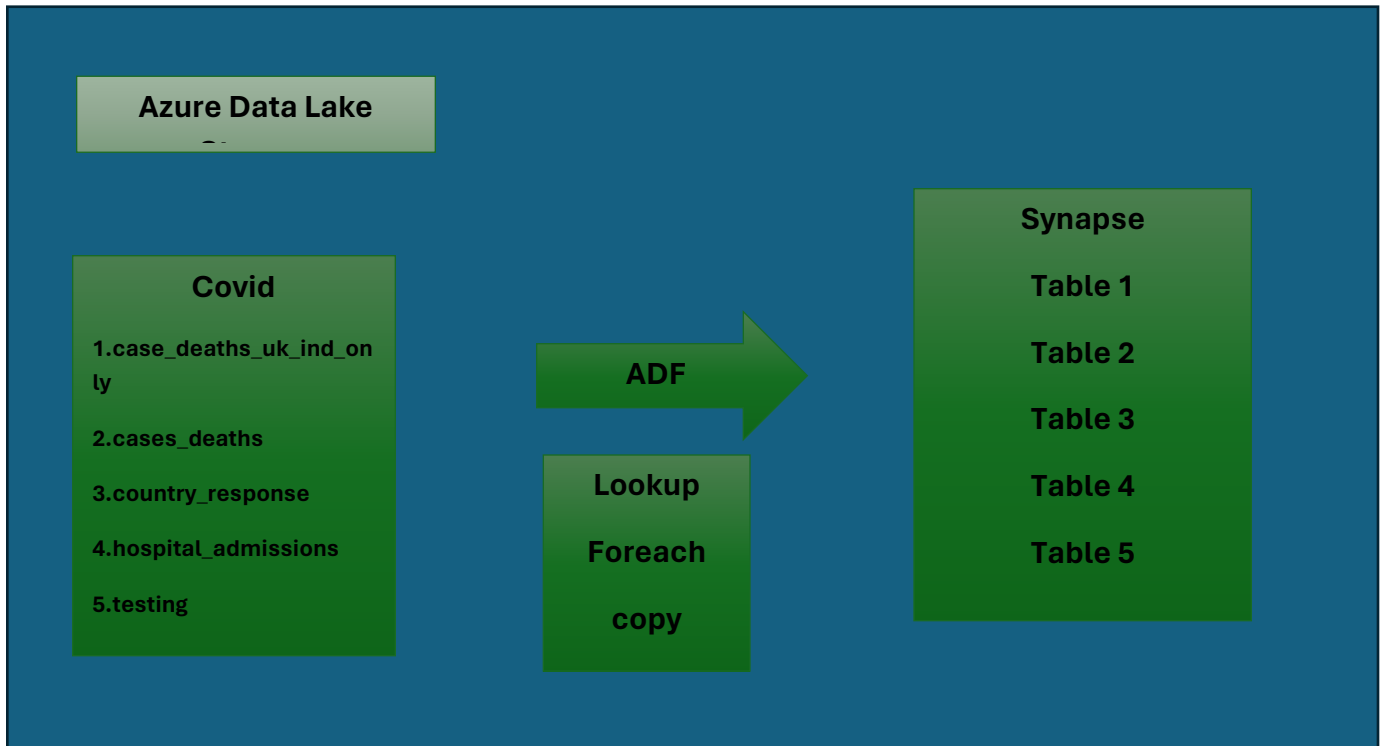 Azure Data Lake
Covid
1.case_deaths_uk_ind_on
ly
2.cases_deaths
3.country_response
4.hospital_admissions
5.testing
ADF
Lookup
Foreach
copy
Synapse
Table 1
Table 2
Table 3
Table 4
Table 5